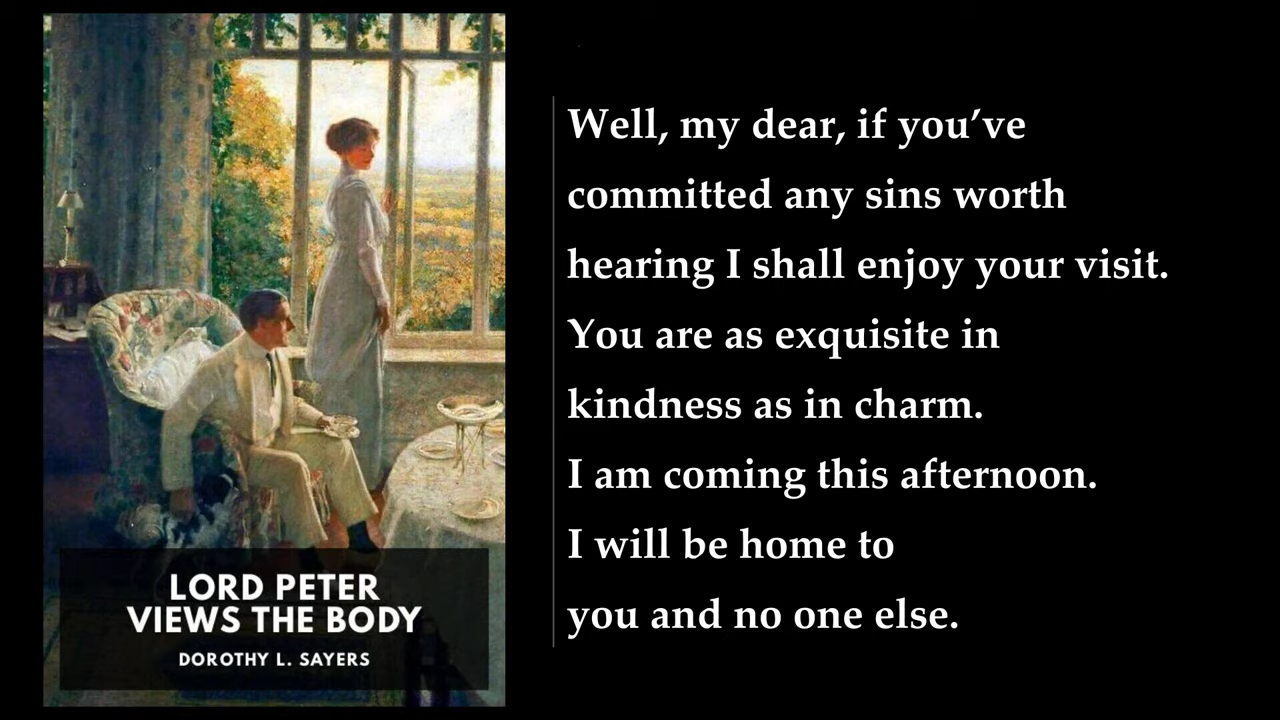 LORD PETER
VIEWS THE BODY
DOROTHY L. SAYERS
Well, my dear, if you’ve
committed any sins worth
hearing I shall enjoy your visit.
You are as exquisite in
kindness as in charm.
I am coming this afternoon.
I will be home to
you and no one else.